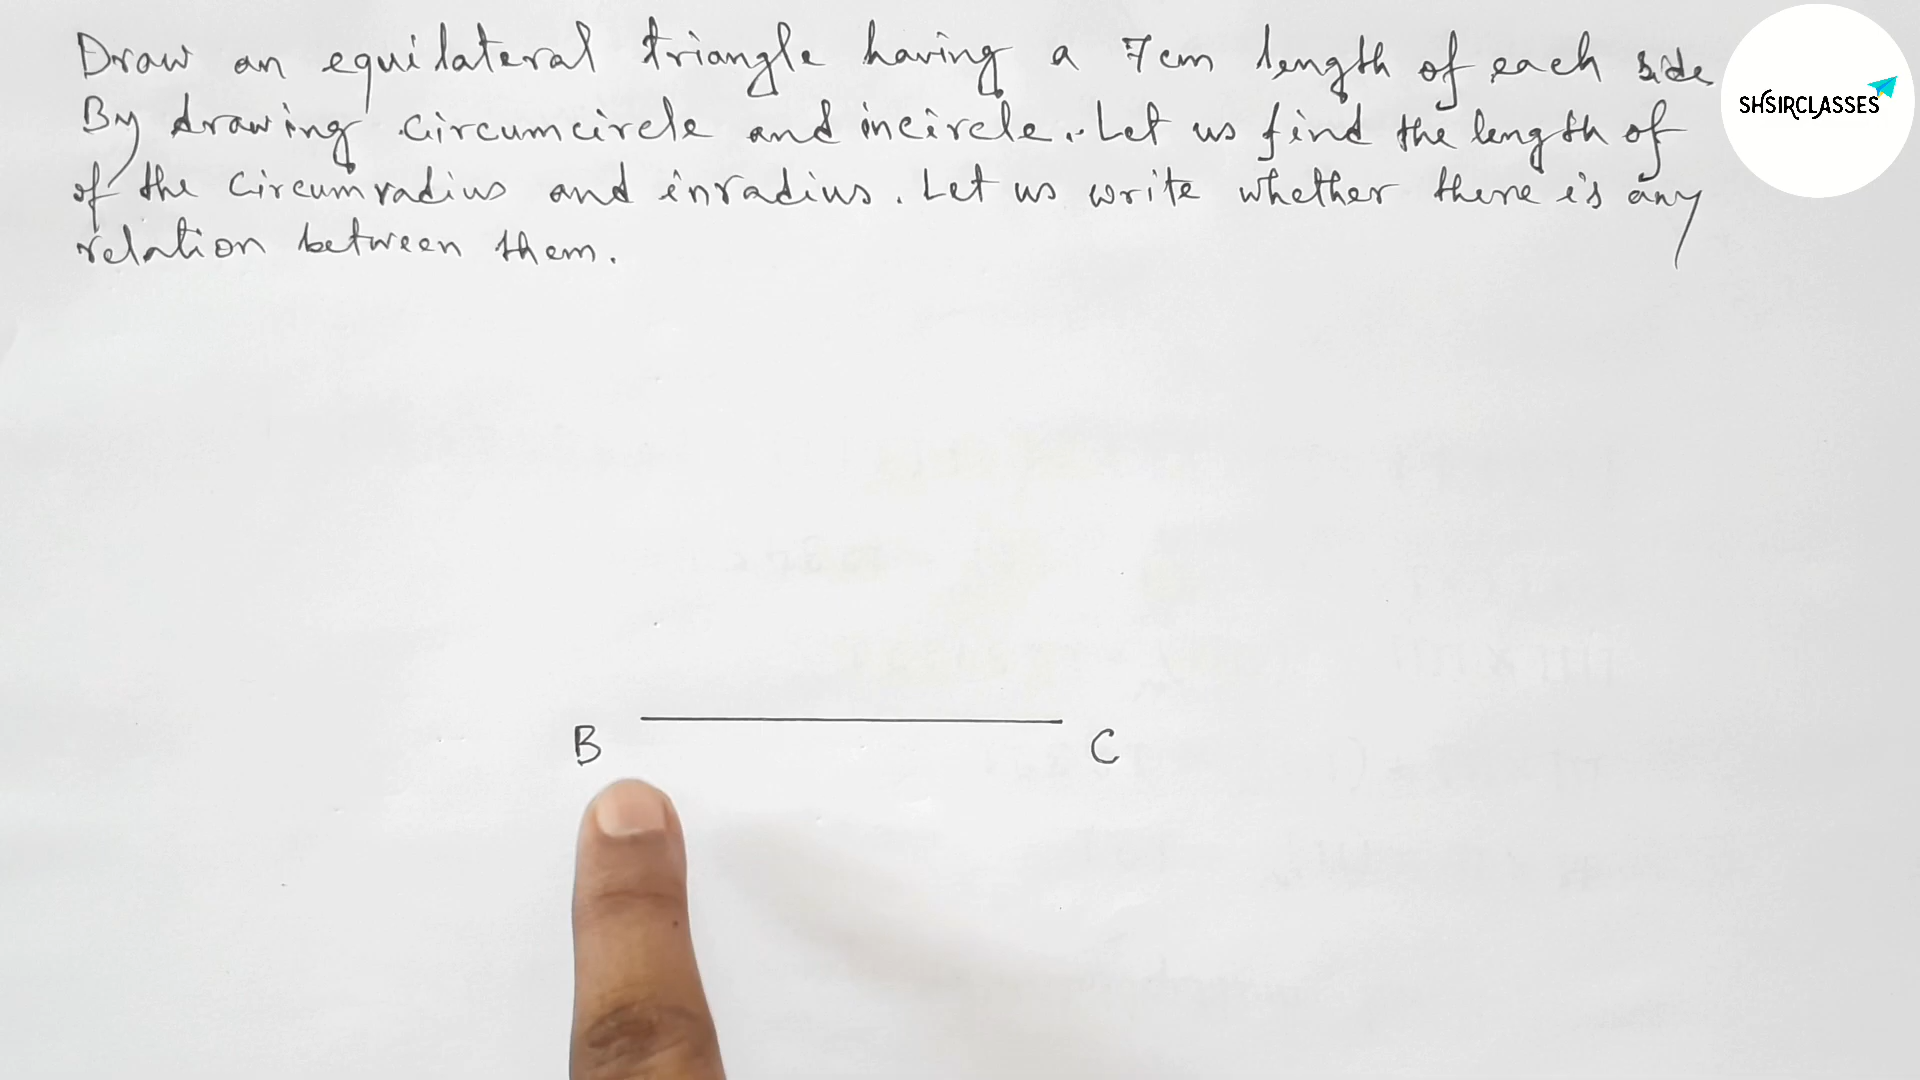 Draw an equilateral triangle having a 7cm length of each side
By drawing circumcircle and incircle. Let us find the length of
of the circumradius and inradius. Let us write whether there is any
relation between them.
SHSIRCLASSES
B
C